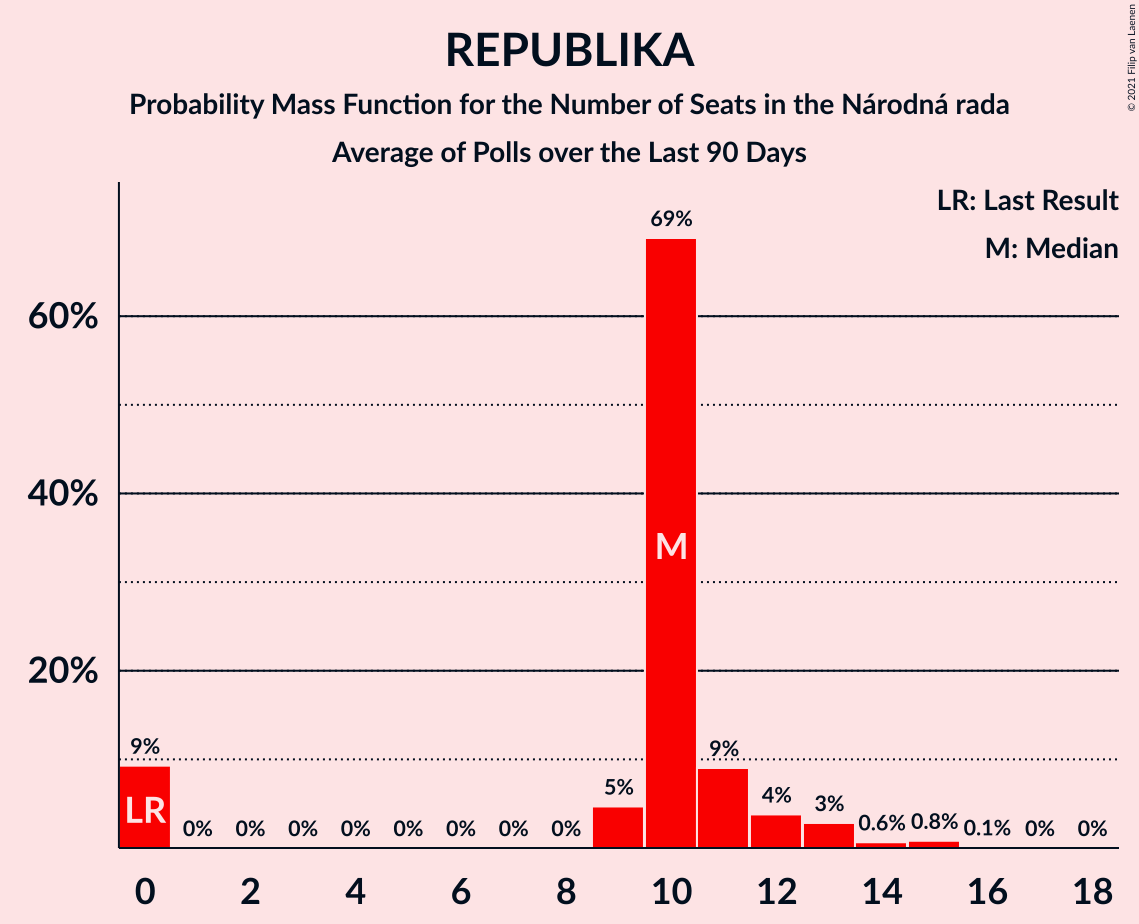 REPUBLIKA
Probability Mass Function for the Number of Seats in the Národná rada
Average of Polls over the Last 90 Days
© 2021 Filip van Laenen
LR: Last Result
M: Median
60%
40%
20%
9%
0%
0%
0%
0%
0%
0%
0%
0%
5%
69%
9%
4%
3%
0.6%
0.8%
0.1%
0%
0%
LR
M
0 2 4 6 8 10 12 14 16 18